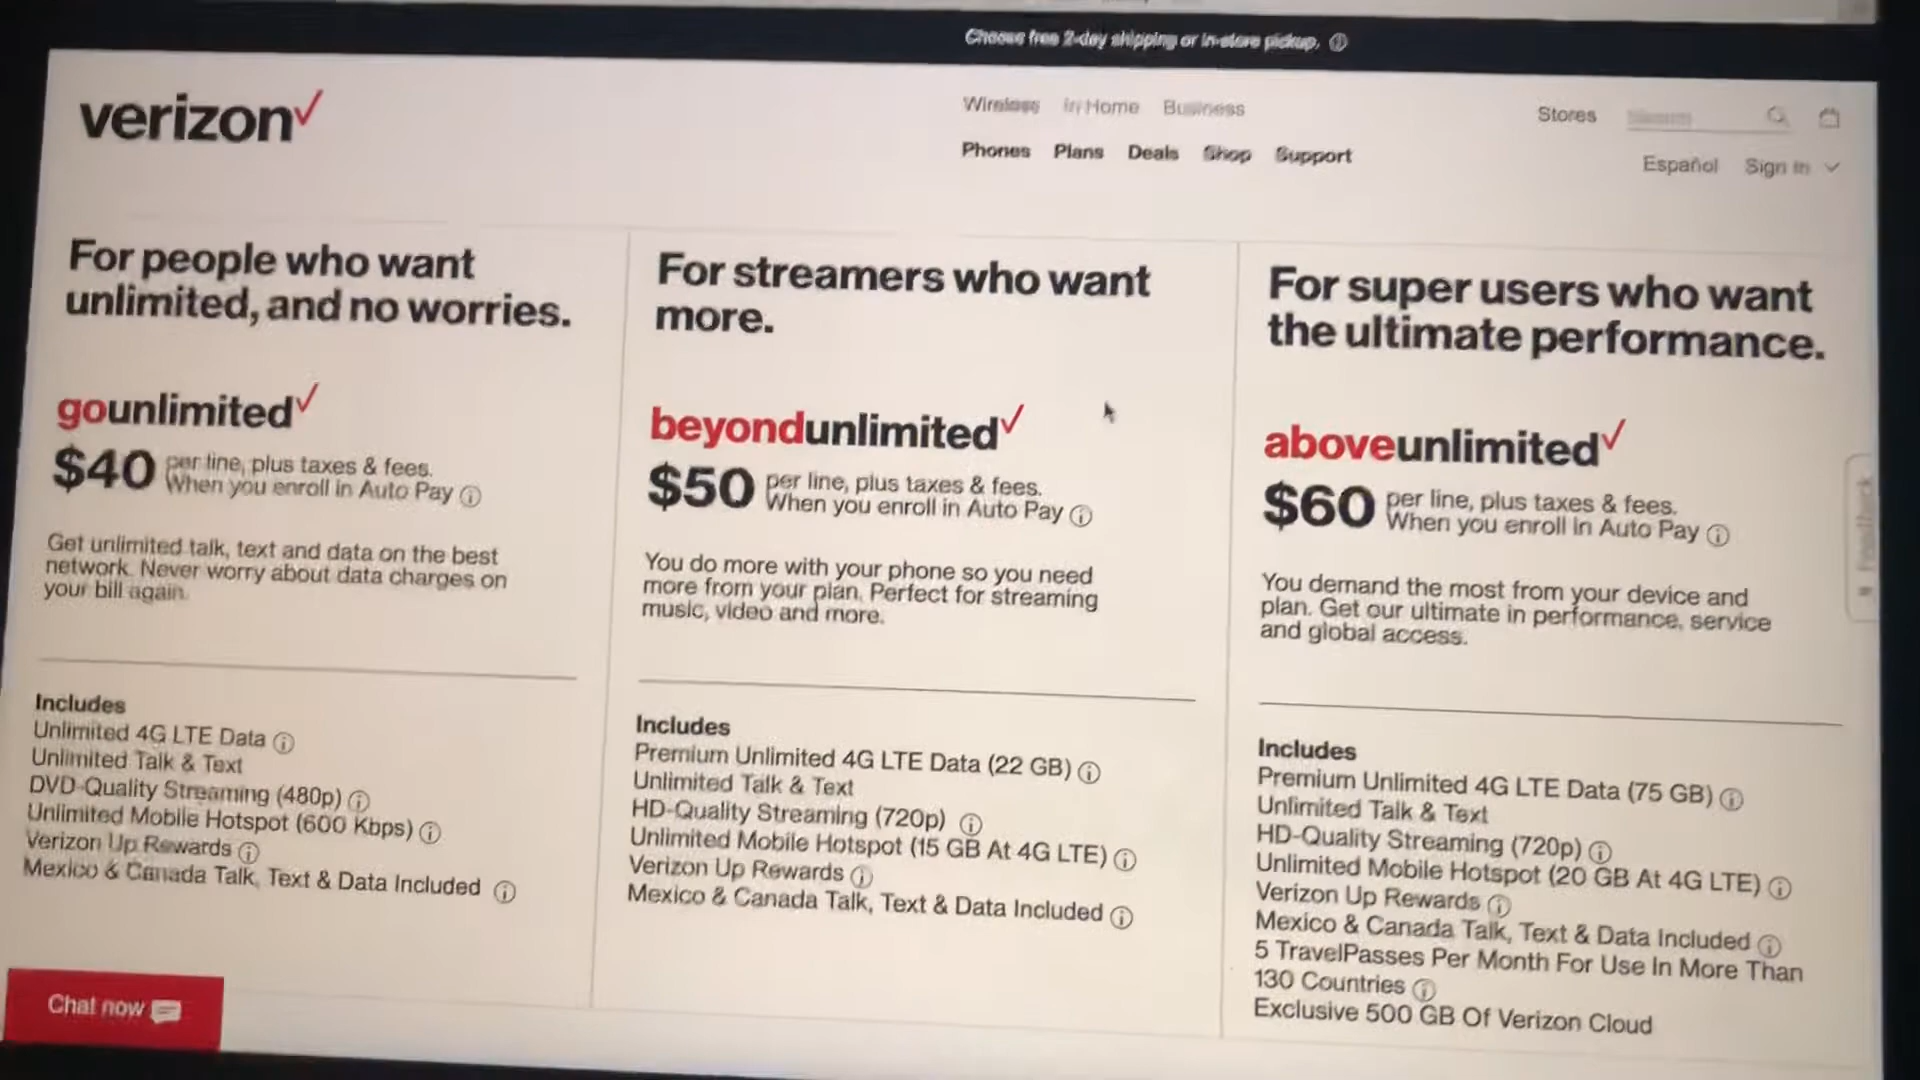 Choose free 2-day shipping or in-store pickup.
verizon
Wireless In Home Business
Stores
Phones Plans Deals Shop Support
Español Sign In
For people who want
unlimited, and no worries.
gounlimited
$40 per line, plus taxes & fees.
When you enroll in Auto Pay
Get unlimited talk, text and data on the best
network. Never worry about data charges on
your bill again.
Includes
Unlimited 4G LTE Data
Unlimited Talk & Text
DVD-Quality Streaming (480p)
Unlimited Mobile Hotspot (600 Kbps)
Verizon Up Rewards
Mexico & Canada Talk, Text & Data Included
For streamers who want
more.
beyondunlimited
$50 per line, plus taxes & fees.
When you enroll in Auto Pay
You do more with your phone so you need
more from your plan. Perfect for streaming
music, video and more.
Includes
Premium Unlimited 4G LTE Data (22 GB)
Unlimited Talk & Text
HD-Quality Streaming (720p)
Unlimited Mobile Hotspot (15 GB At 4G LTE)
Verizon Up Rewards
Mexico & Canada Talk, Text & Data Included
For super users who want
the ultimate performance.
aboveunlimited
$60 per line, plus taxes & fees.
When you enroll in Auto Pay
You demand the most from your device and
plan. Get our ultimate in performance, service
and global access.
Includes
Premium Unlimited 4G LTE Data (75 GB)
Unlimited Talk & Text
HD-Quality Streaming (720p)
Unlimited Mobile Hotspot (20 GB At 4G LTE)
Verizon Up Rewards
Mexico & Canada Talk, Text & Data Included
5 TravelPasses Per Month For Use In More Than
130 Countries
Exclusive 500 GB Of Verizon Cloud
Feedback
Chat now